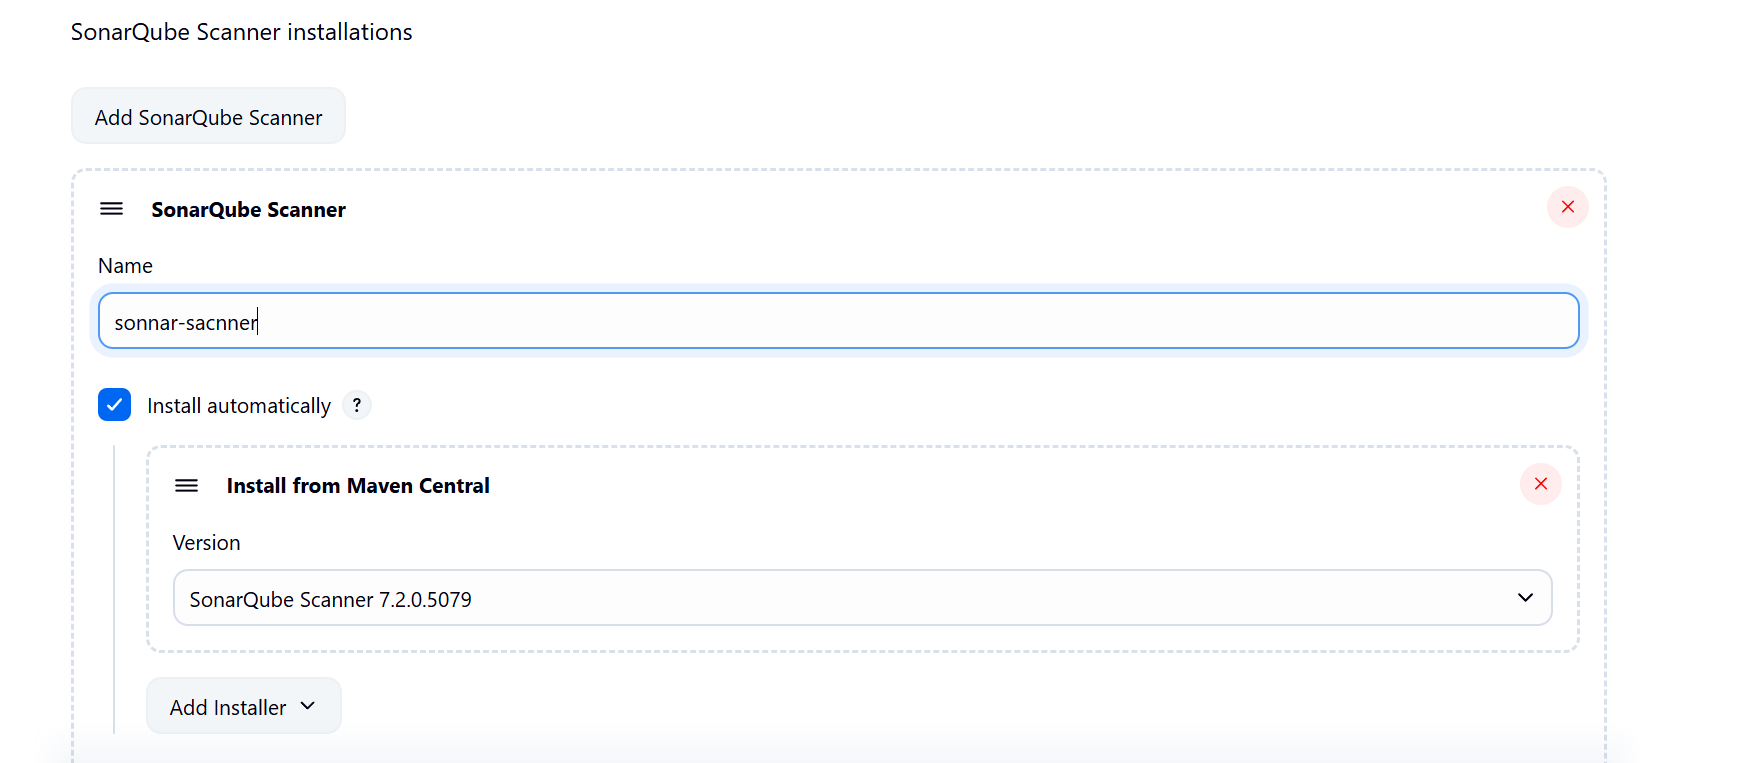 SonarQube Scanner installations
Add SonarQube Scanner
SonarQube Scanner
Name
sonnar-sacnner
Install automatically ?
Install from Maven Central
Version
SonarQube Scanner 7.2.0.5079
Add Installer